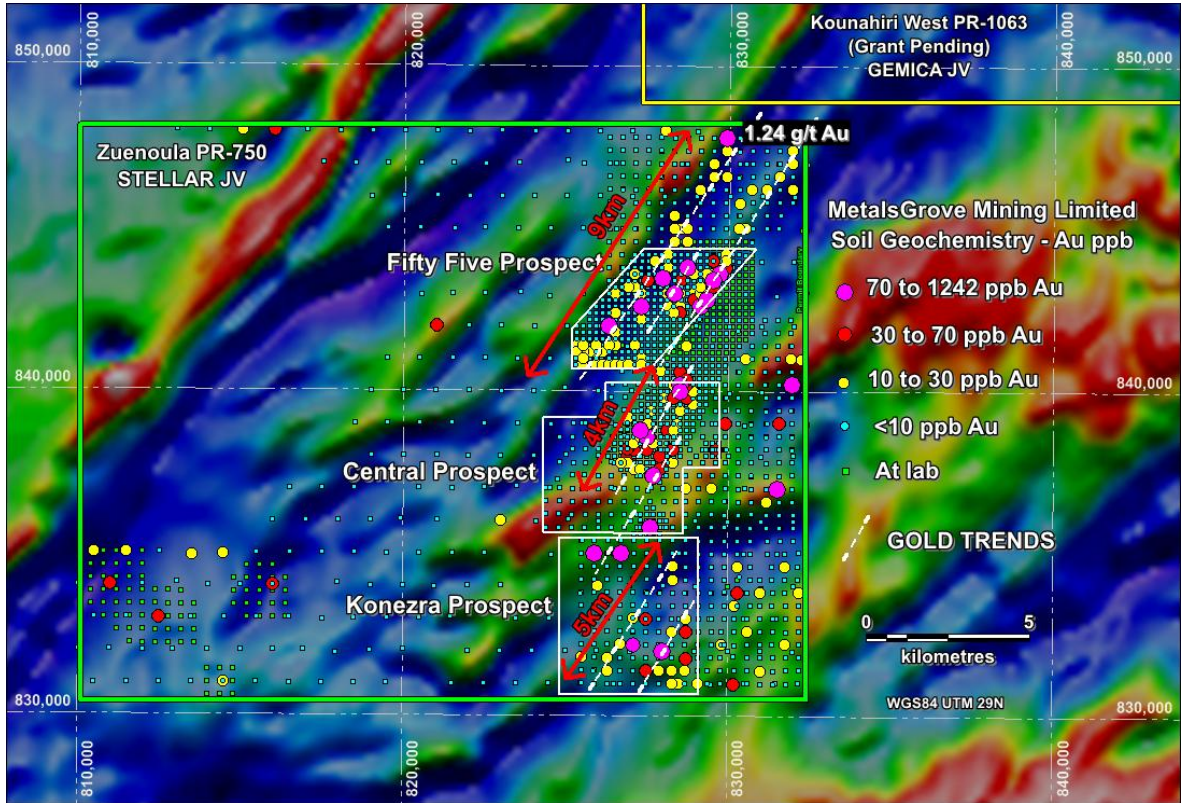 810,000
820,000
830,000
840,000
850,000
850,000
Kounahiri West PR-1063
(Grant Pending)
GEMICA JV
1.24 g/t Au
Zuenoula PR-750
STELLAR JV
9km
Fifty Five Prospect
Permit Boundary
MetalsGrove Mining Limited
Soil Geochemistry - Au ppb
70 to 1242 ppb Au
30 to 70 ppb Au
10 to 30 ppb Au
<10 ppb Au
At lab
GOLD TRENDS
840,000
840,000
4km
Central Prospect
Konezra Prospect
5km
0
5
kilometres
WGS84 UTM 29N
830,000
830,000
810,000
820,000
830,000
840,000